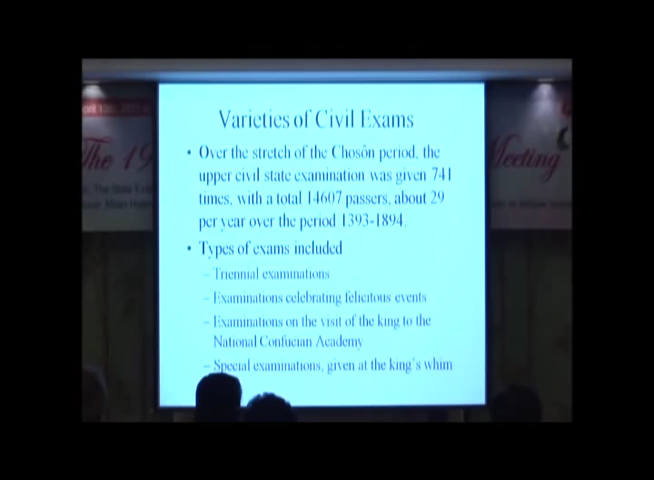 Varieties of Civil Exams
• Over the stretch of the Chosŏn period, the
upper civil state examination was given 741
times, with a total 14607 passers, about 29
per year over the period 1393-1894.
• Types of exams included
– Triennial examinations
– Examinations celebrating felicitous events
– Examinations on the visit of the king to the
National Confucian Academy
– Special examinations, given at the king's whim
The 19
Meeting